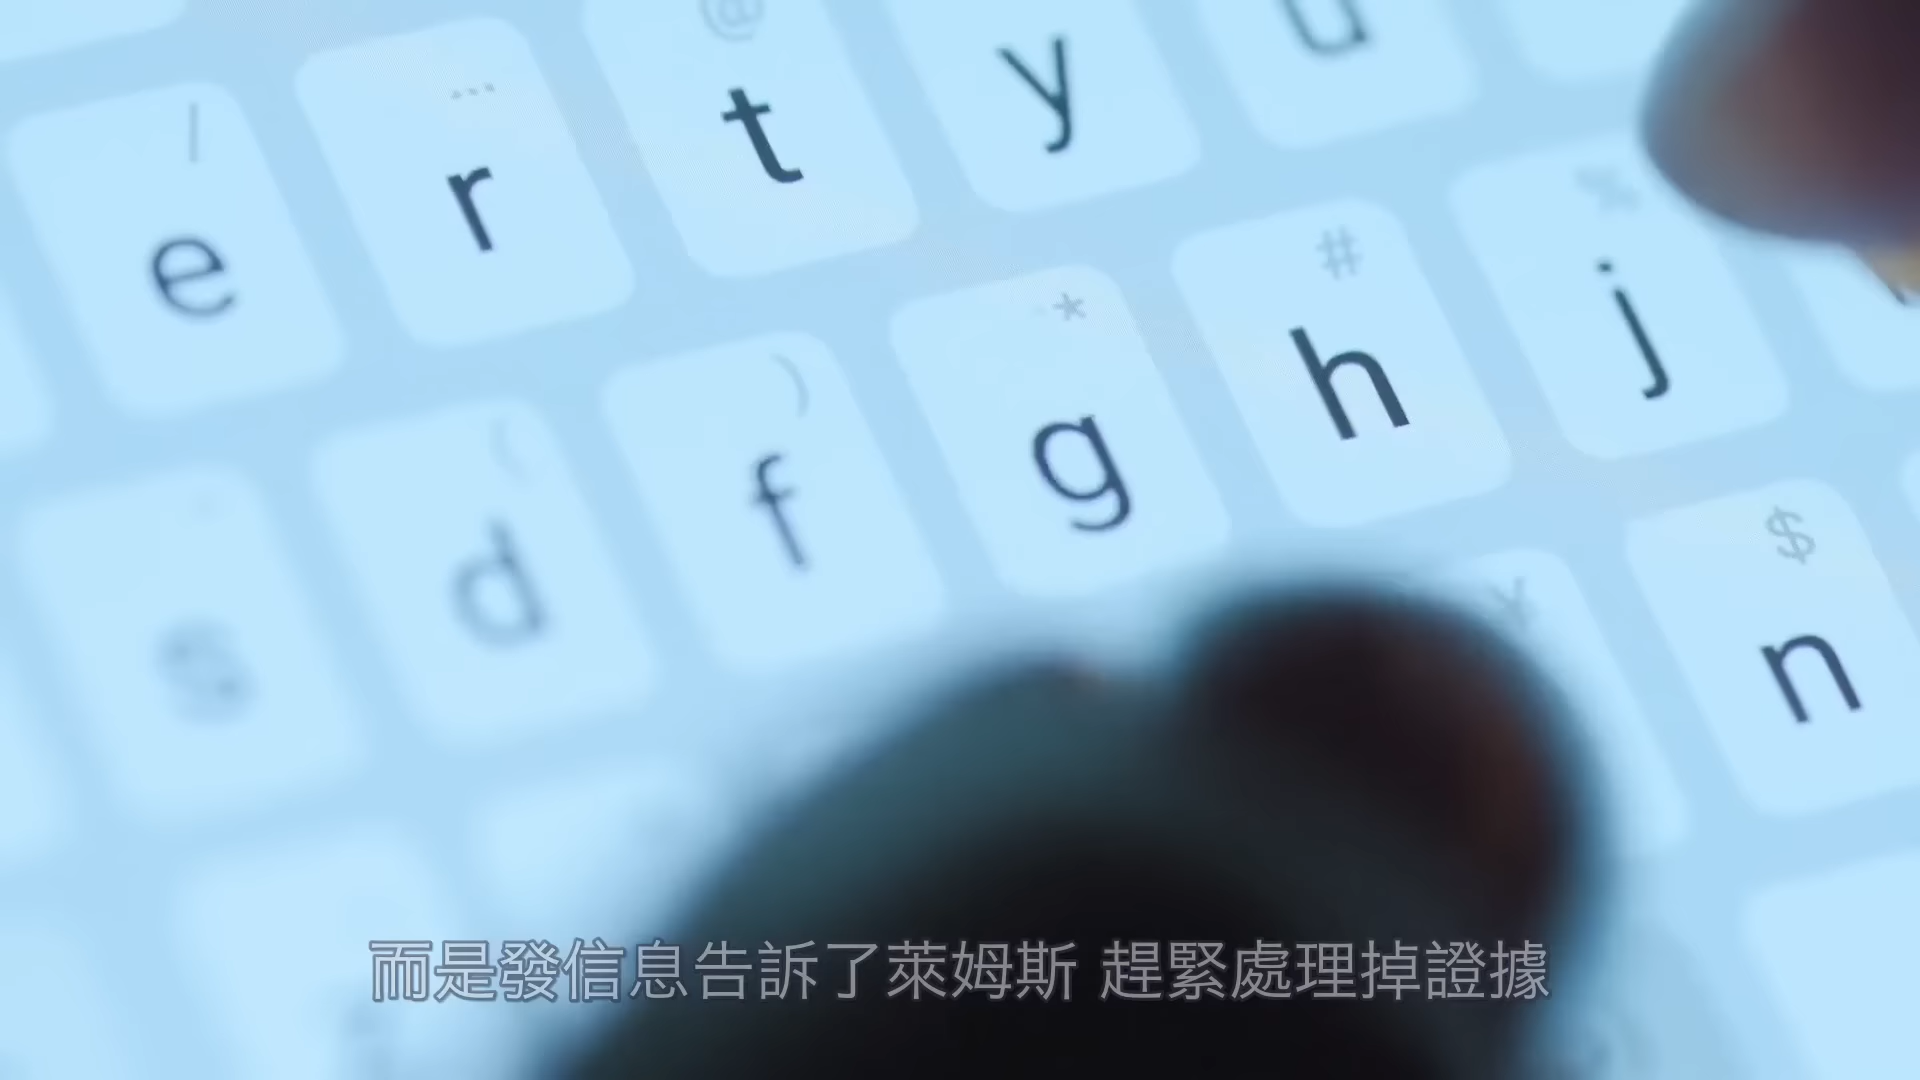 @
/ ... t y u
e r
( ) * # %
s d f g h j
¥ $
n
而是發信息告訴了萊姆斯 趕緊處理掉證據